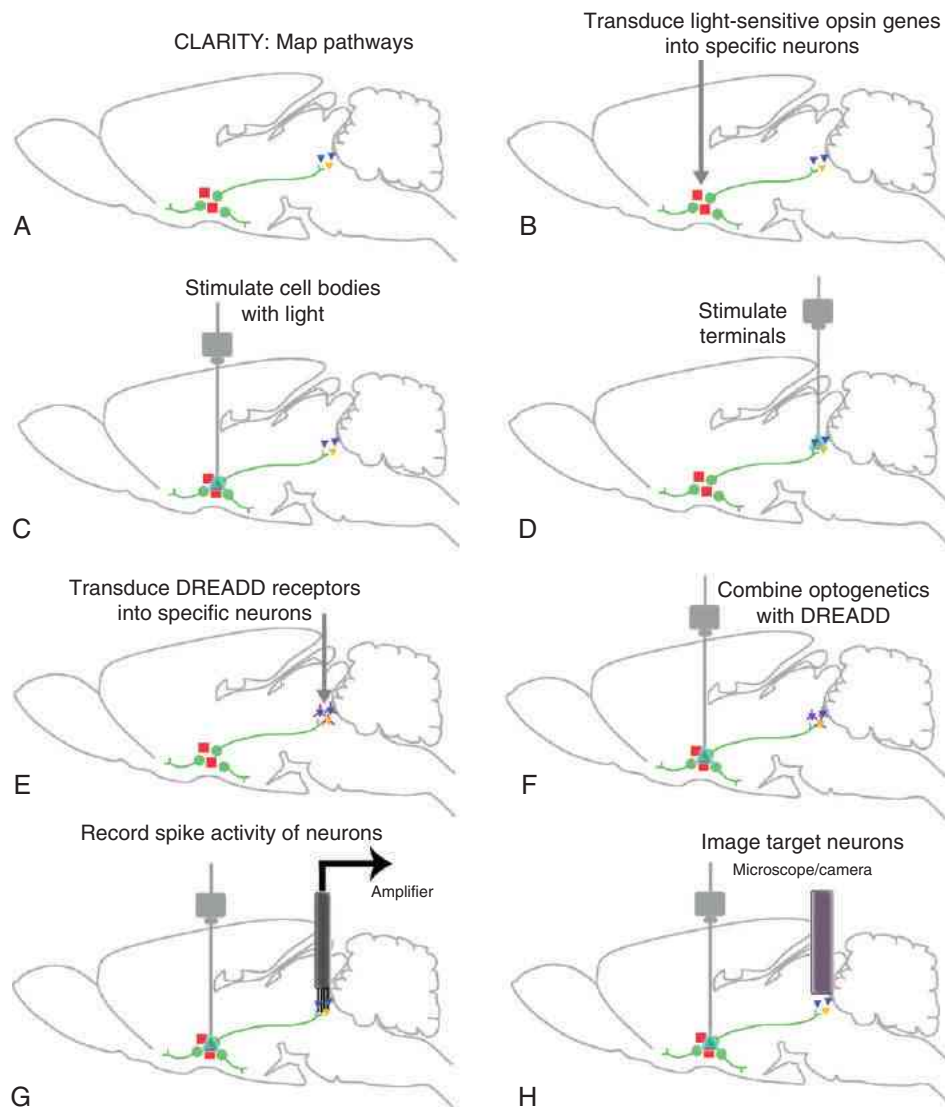 CLARITY: Map pathways
A
Transduce light-sensitive opsin genes
into specific neurons
B
Stimulate cell bodies
with light
C
Stimulate
terminals
D
Transduce DREADD receptors
into specific neurons
E
Combine optogenetics
with DREADD
F
Record spike activity of neurons
Amplifier
G
Image target neurons
Microscope/camera
H